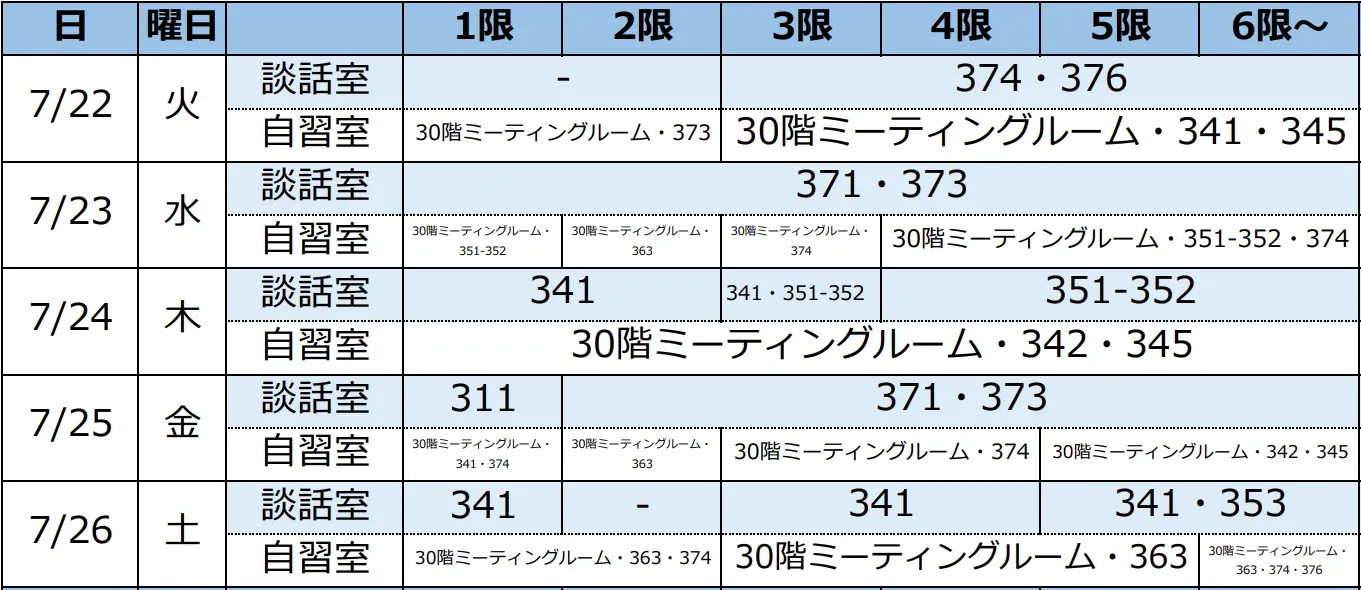 日 曜日 1限 2限 3限 4限 5限 6限～
7/22 火 談話室 - 374・376
自習室 30階ミーティングルーム・373 30階ミーティングルーム・341・345
7/23 水 談話室 371・373
自習室 30階ミーティングルーム・351-352 30階ミーティングルーム・363 30階ミーティングルーム・374 30階ミーティングルーム・351-352・374
7/24 木 談話室 341 341・351-352 351-352
自習室 30階ミーティングルーム・342・345
7/25 金 談話室 311 371・373
自習室 30階ミーティングルーム・341・374 30階ミーティングルーム・363 30階ミーティングルーム・374 30階ミーティングルーム・342・345
7/26 土 談話室 341 - 341 341・353
自習室 30階ミーティングルーム・363・374 30階ミーティングルーム・363 30階ミーティングルーム・363・374・376